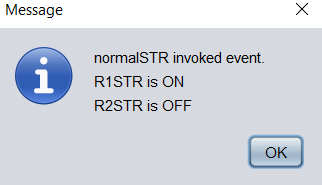 Message
normalSTR invoked event.
R1STR is ON
R2STR is OFF
OK